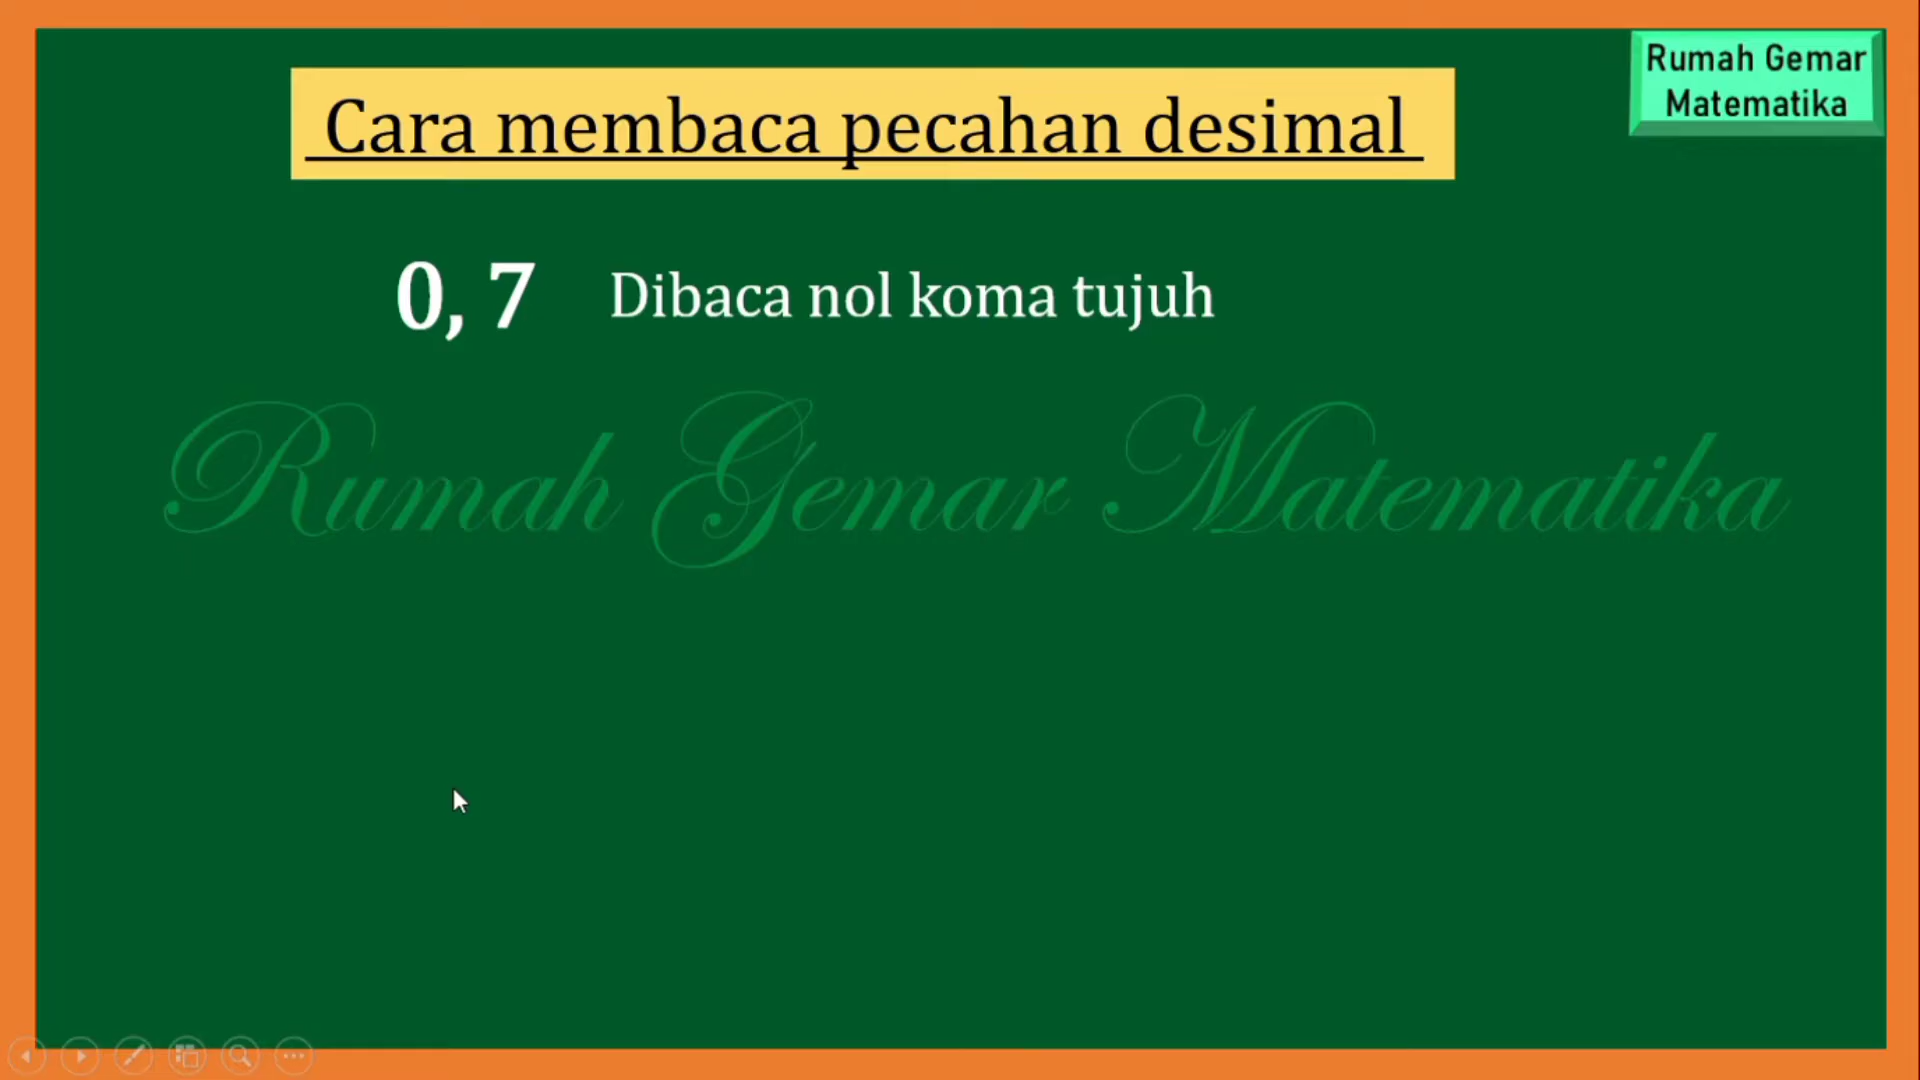 Rumah Gemar
Matematika
Cara membaca pecahan desimal
0, 7 Dibaca nol koma tujuh
Rumah Gemar Matematika